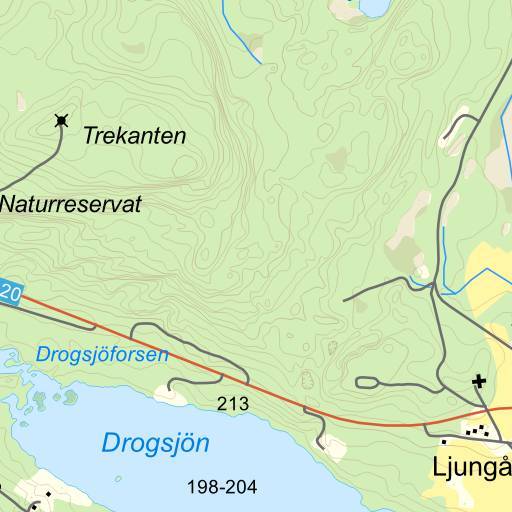 Trekanten
Naturreservat
20
Drogsjöforsen
213
Drogsjön
Ljungå
198-204